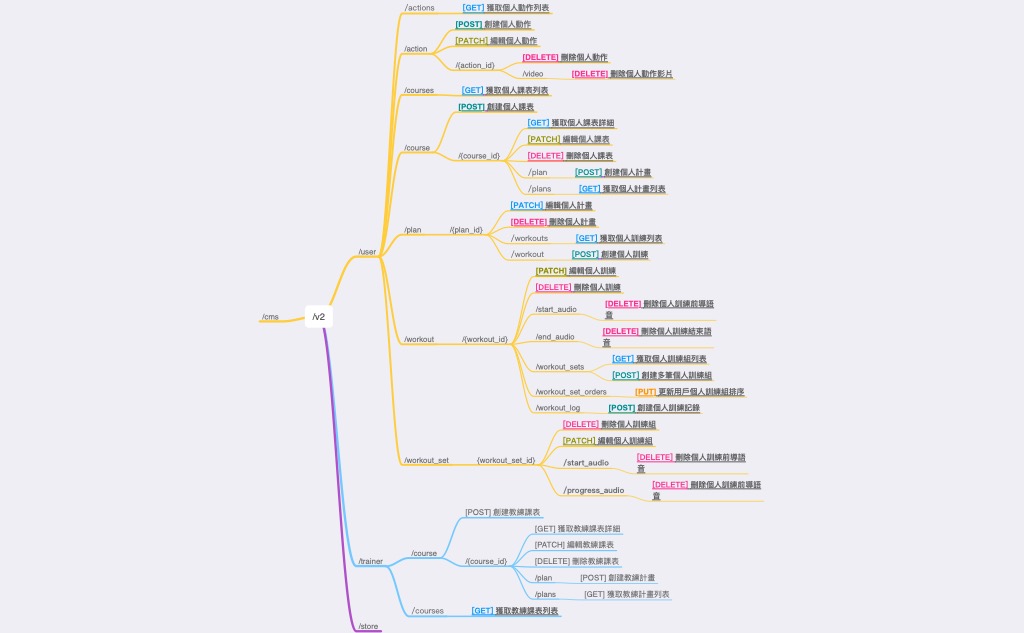 /actions [GET] 獲取個人動作列表
[POST] 創建個人動作
[PATCH] 編輯個人動作
/action
[DELETE] 刪除個人動作
/{action_id}
/video [DELETE] 刪除個人動作影片
/courses [GET] 獲取個人課表列表
[POST] 創建個人課表
[GET] 獲取個人課表詳細
[PATCH] 編輯個人課表
/course
/{course_id}
[DELETE] 刪除個人課表
/plan [POST] 創建個人計畫
/plans [GET] 獲取個人計畫列表
[PATCH] 編輯個人計畫
[DELETE] 刪除個人計畫
/plan /{plan_id}
/workouts [GET] 獲取個人訓練列表
/user
/workout [POST] 創建個人訓練
[PATCH] 編輯個人訓練
[DELETE] 刪除個人訓練
/start_audio [DELETE] 刪除個人訓練前導語
音
/cms /v2
/end_audio [DELETE] 刪除個人訓練結束語
音
/workout /{workout_id}
/workout_sets [GET] 獲取個人訓練組列表
[POST] 創建多筆個人訓練組
/workout_set_orders [PUT] 更新用戶個人訓練組排序
/workout_log [POST] 創建個人訓練記錄
[DELETE] 刪除個人訓練組
[PATCH] 編輯個人訓練組
/workout_set {workout_set_id}
/start_audio [DELETE] 刪除個人訓練前導語
音
/progress_audio [DELETE] 刪除個人訓練前導語
音
[POST] 創建教練課表
[GET] 獲取教練課表詳細
[PATCH] 編輯教練課表
/trainer /course /{course_id}
[DELETE] 刪除教練課表
/plan [POST] 創建教練計畫
/plans [GET] 獲取教練計畫列表
/courses [GET] 獲取教練課表列表
/store